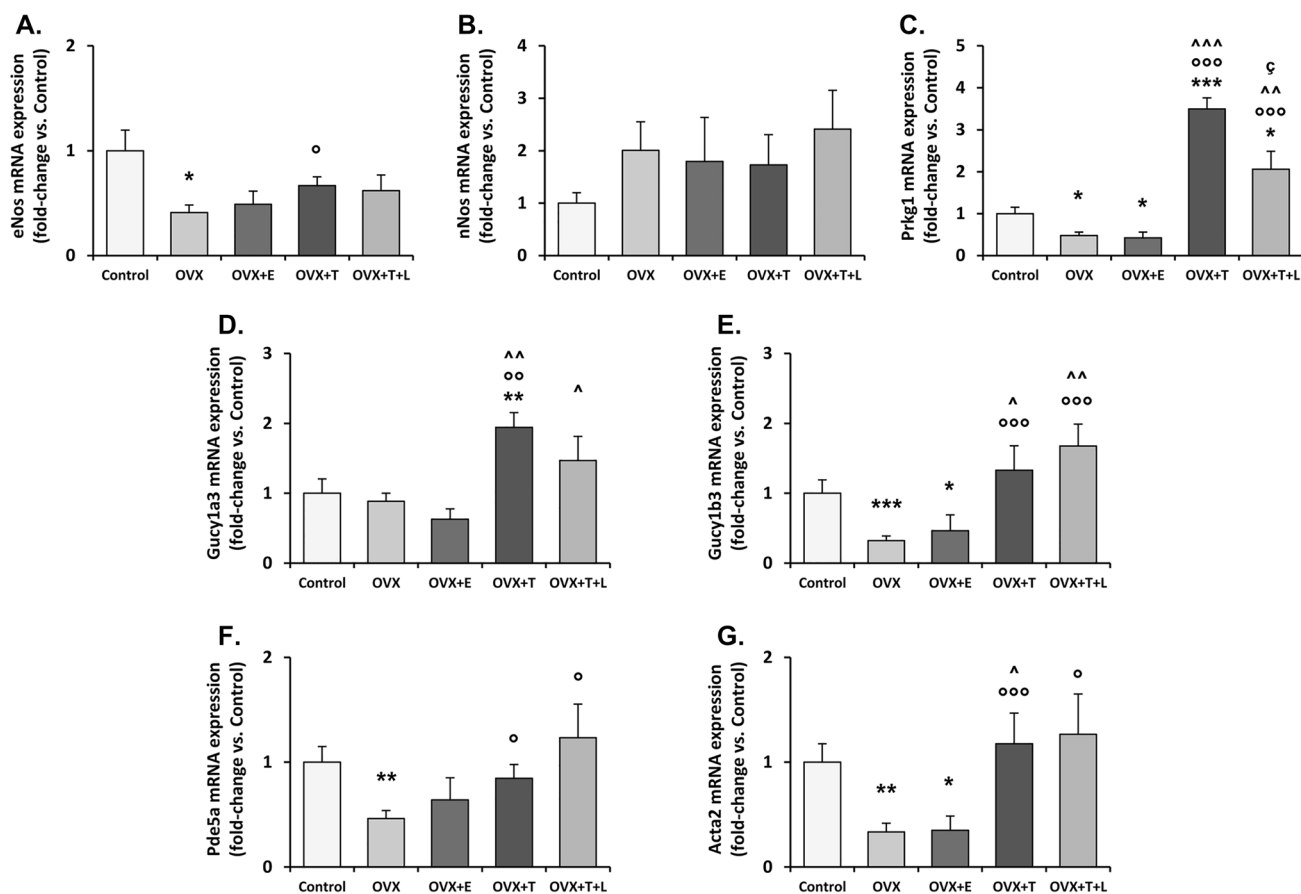 A.
eNos mRNA expression
(fold-change vs. Control)
2
1
0
*
°
Control OVX OVX+E OVX+T OVX+T+L
B.
nNos mRNA expression
(fold-change vs. Control)
4
3
2
1
0
Control OVX OVX+E OVX+T OVX+T+L
C.
Prkg1 mRNA expression
(fold-change vs. Control)
5
4
3
2
1
0
*
*
^^^
°°°
***
ç
^^
°°°
*
Control OVX OVX+E OVX+T OVX+T+L
D.
Gucy1a3 mRNA expression
(fold-change vs. Control)
3
2
1
0
^^
°°
**
^
Control OVX OVX+E OVX+T OVX+T+L
E.
Gucy1b3 mRNA expression
(fold-change vs. Control)
3
2
1
0
***
*
^
°°°
^^
°°°
Control OVX OVX+E OVX+T OVX+T+L
F.
Pde5a mRNA expression
(fold-change vs. Control)
2
1
0
**
°
°
Control OVX OVX+E OVX+T OVX+T+L
G.
Acta2 mRNA expression
(fold-change vs. Control)
2
1
0
**
*
^
°°°
°
Control OVX OVX+E OVX+T OVX+T+L